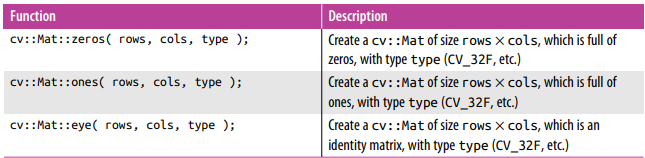 Function Description
cv::Mat::zeros( rows, cols, type ); Create a cv::Mat of size rows × cols, which is full of
zeros, with type type (CV_32F, etc.)
cv::Mat::ones( rows, cols, type ); Create a cv::Mat of size rows × cols, which is full of
ones, with type type (CV_32F, etc.)
cv::Mat::eye( rows, cols, type ); Create a cv::Mat of size rows × cols, which is an
identity matrix, with type type (CV_32F, etc.)